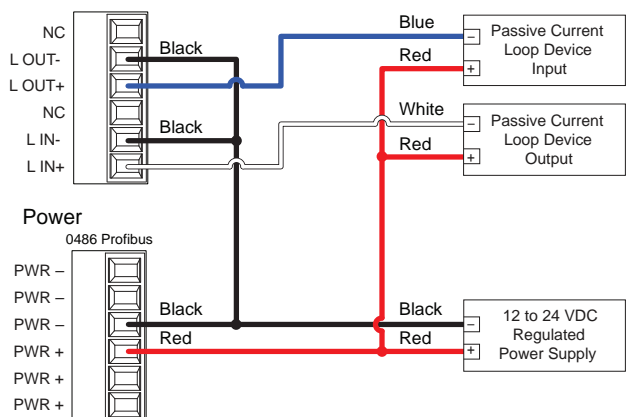 NC
L OUT-
L OUT+
NC
L IN-
L IN+
Black
Black
Blue
Red
White
Red
Passive Current
Loop Device
Input
Passive Current
Loop Device
Output
Power
0486 Profibus
PWR –
PWR –
PWR –
PWR +
PWR +
PWR +
Black
Red
Black
Red
–
+
–
+
–
+
12 to 24 VDC
Regulated
Power Supply